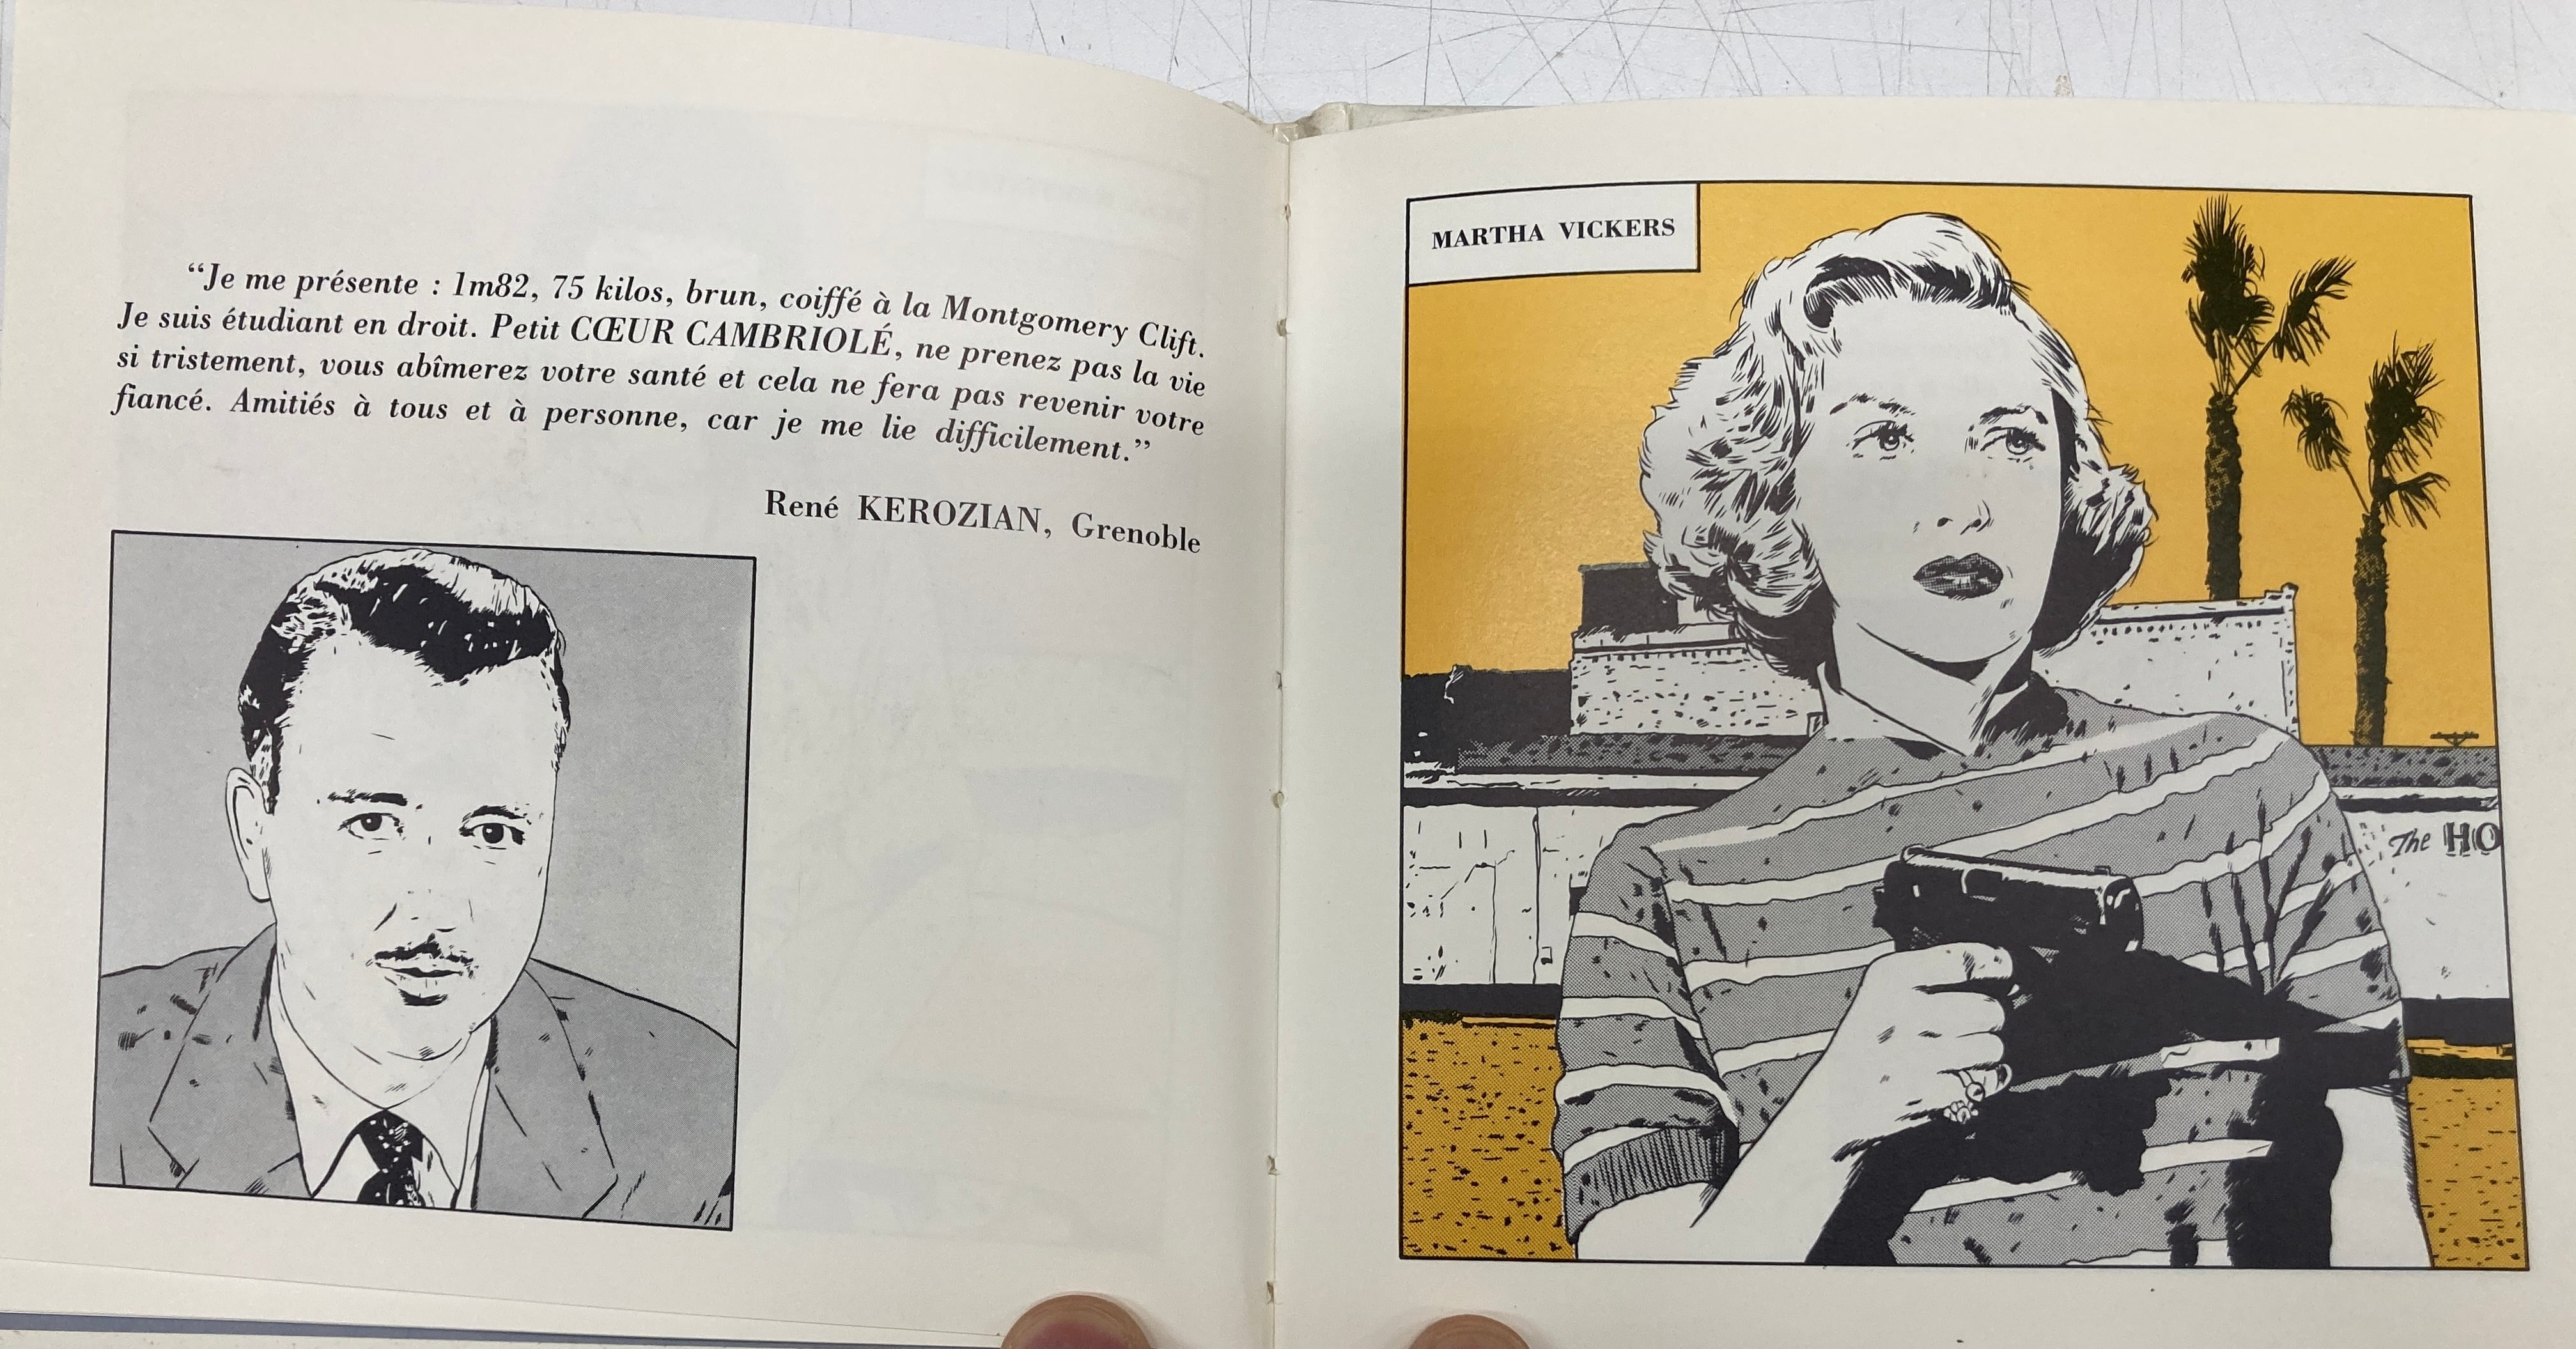 “Je me présente : 1m82, 75 kilos, brun, coiffé à la Montgomery Clift.
Je suis étudiant en droit. Petit CŒUR CAMBRIOLÉ, ne prenez pas la vie
si tristement, vous abîmerez votre santé et cela ne fera pas revenir votre
fiancé. Amitiés à tous et à personne, car je me lie difficilement.”
René KEROZIAN, Grenoble
MARTHA VICKERS
The HO